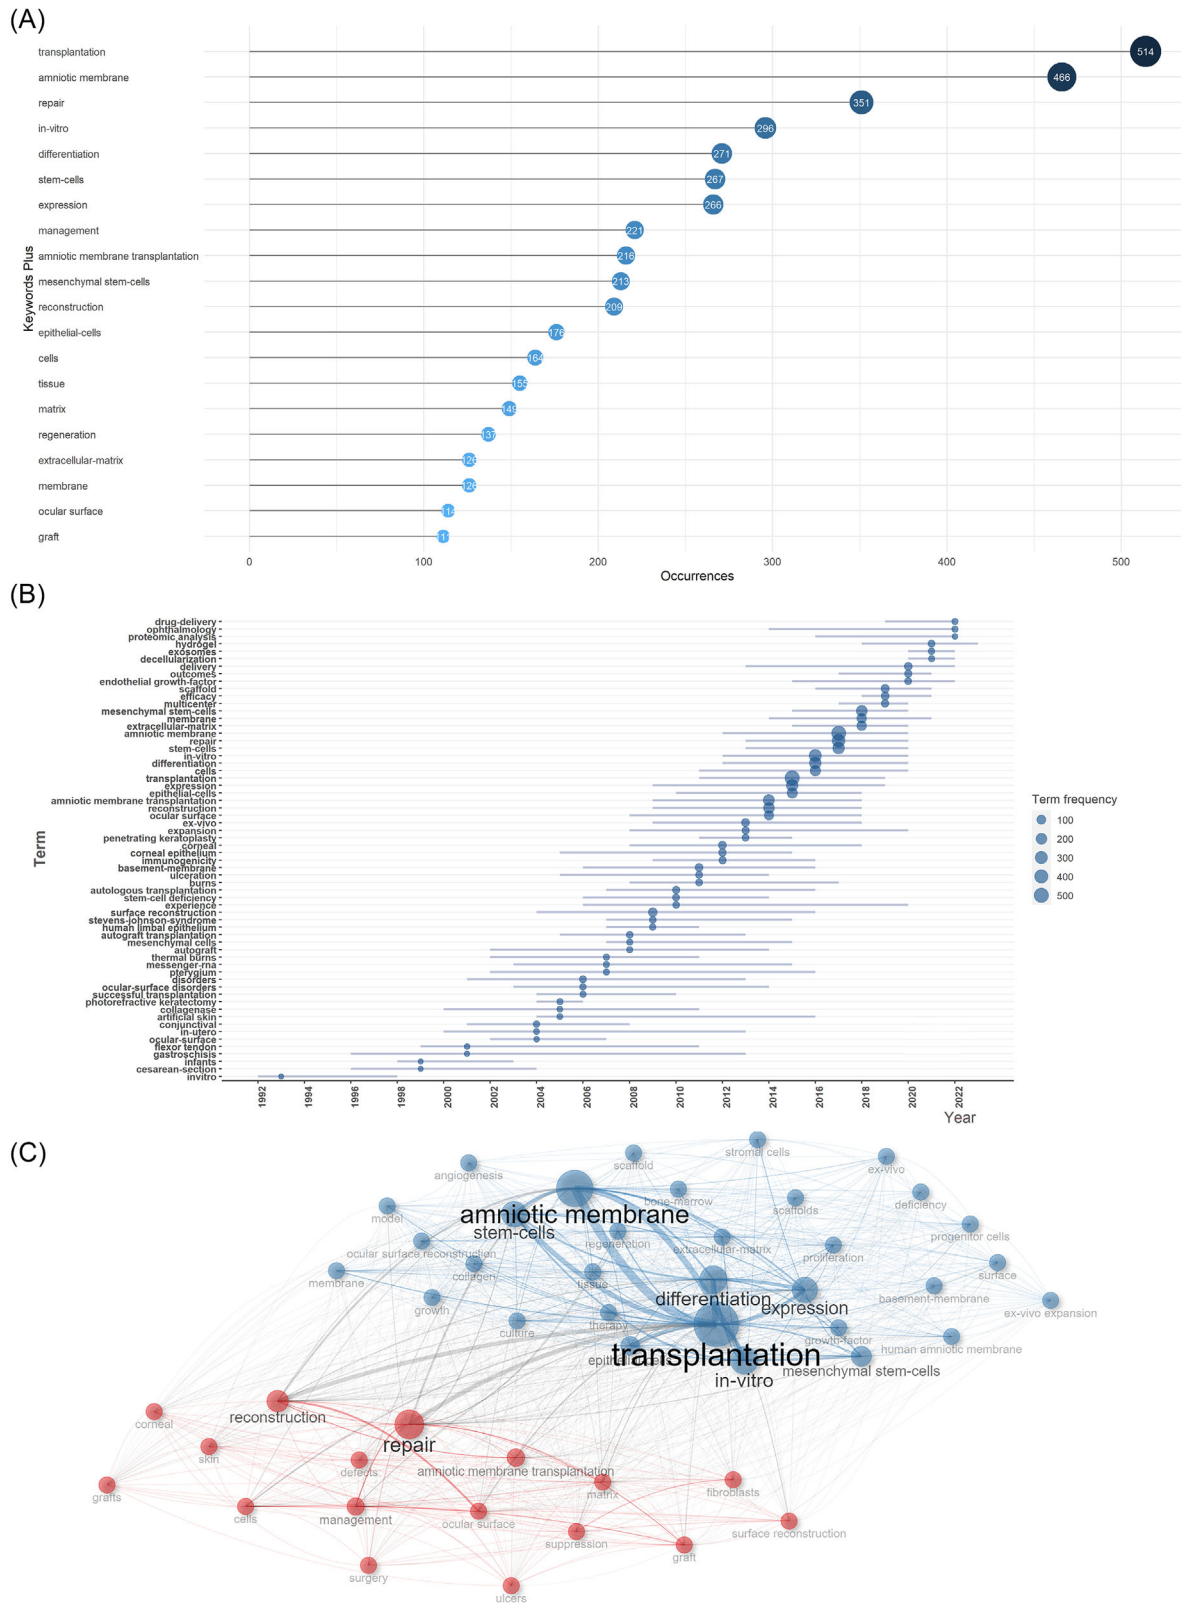 (A)
transplantation 514
amniotic membrane 466
repair 351
in-vitro 296
differentiation 271
stem-cells 267
expression 266
management 221
amniotic membrane transplantation 216
mesenchymal stem-cells 213
reconstruction 209
epithelial-cells 176
cells 164
tissue 155
matrix 149
regeneration 137
extracellular-matrix 126
membrane 126
ocular surface 114
graft
Keywords Plus
0 100 200 300 400 500
Occurrences
(B)
drug-delivery
ophthalmology
proteomic analysis
hydrogel
exosomes
decellularization
delivery
outcomes
endothelial growth-factor
scaffold
efficacy
multicenter
mesenchymal stem-cells
membrane
extracellular-matrix
amniotic membrane
repair
stem-cells
in-vitro
differentiation
cells
transplantation
expression
epithelial-cells
amniotic membrane transplantation
reconstruction
ocular surface
ex-vivo
expansion
penetrating keratoplasty
corneal
corneal epithelium
immunogenicity
basement-membrane
ulceration
burns
autologous transplantation
stem-cell deficiency
experience
surface reconstruction
stevens-johnson-syndrome
human limbal epithelium
autograft transplantation
mesenchymal cells
autograft
thermal burns
messenger-rna
pterygium
disorders
ocular-surface disorders
successful transplantation
photorefractive keratectomy
collagenase
artificial skin
conjunctival
in-utero
ocular-surface
flexor tendon
gastroschisis
infants
cesarean-section
invitro
Term
1992 1994 1996 1998 2000 2002 2004 2006 2008 2010 2012 2014 2016 2018 2020 2022
Year
Term frequency
100
200
300
400
500
(C)
stromal cells
scaffold
ex-vivo
angiogenesis
bone-marrow
deficiency
scaffolds
model
amniotic membrane
stem-cells
progenitor cells
regeneration
extracellular-matrix
ocular surface reconstruction
proliferation
collagen
surface
membrane
tissue
differentiation
basement-membrane
growth
expression
ex-vivo expansion
therapy
culture
growth-factor
human amniotic membrane
transplantation
epithelial-cells
mesenchymal stem-cells
in-vitro
reconstruction
corneal
repair
skin
defects
amniotic membrane transplantation
grafts
matrix
fibroblasts
cells
management
ocular surface
surface reconstruction
suppression
graft
surgery
ulcers